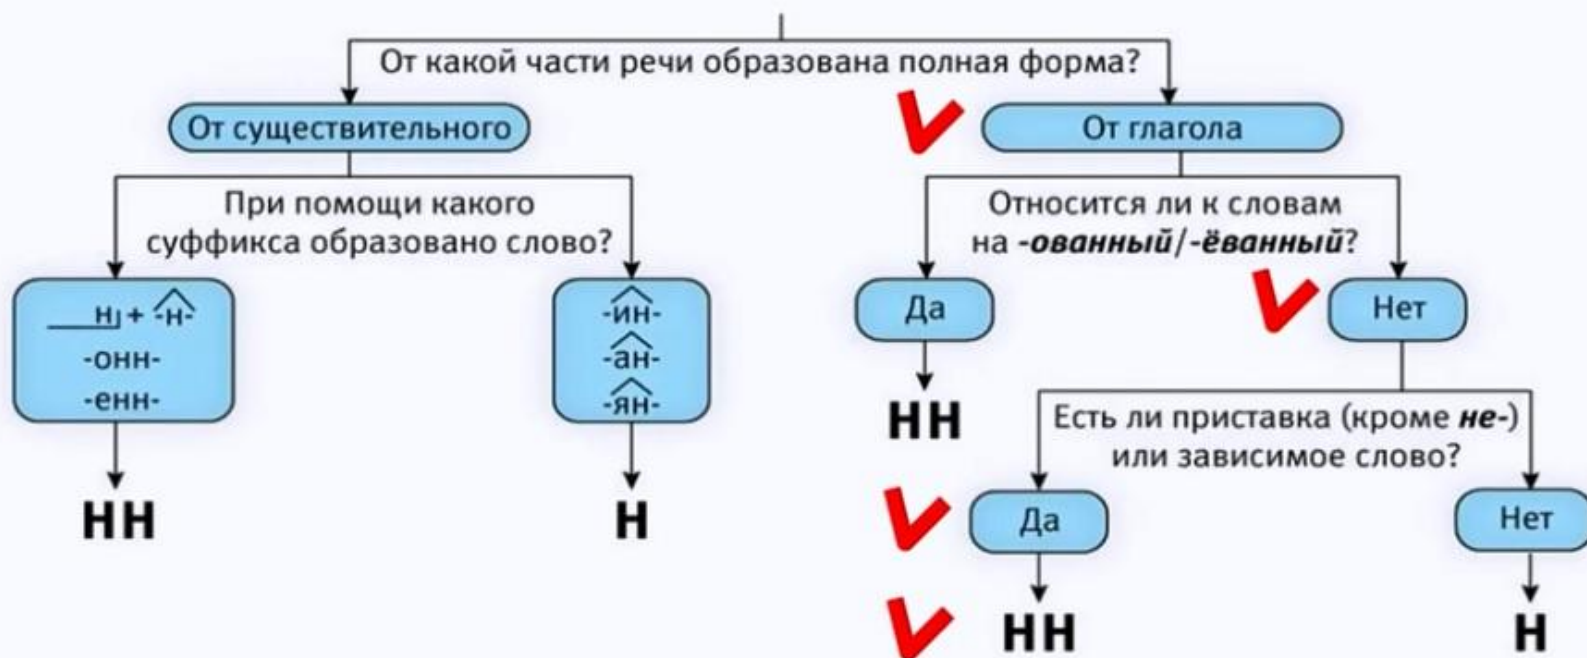 От какой части речи образована полная форма?
От существительного
От глагола
При помощи какого
суффикса образовано слово?
Относится ли к словам
на -ованный/-ёванный?
н + -н-
-онн-
-енн-
-ин-
-ан-
-ян-
Да
Нет
НН
Есть ли приставка (кроме не-)
или зависимое слово?
НН
Н
Да
Нет
НН
Н